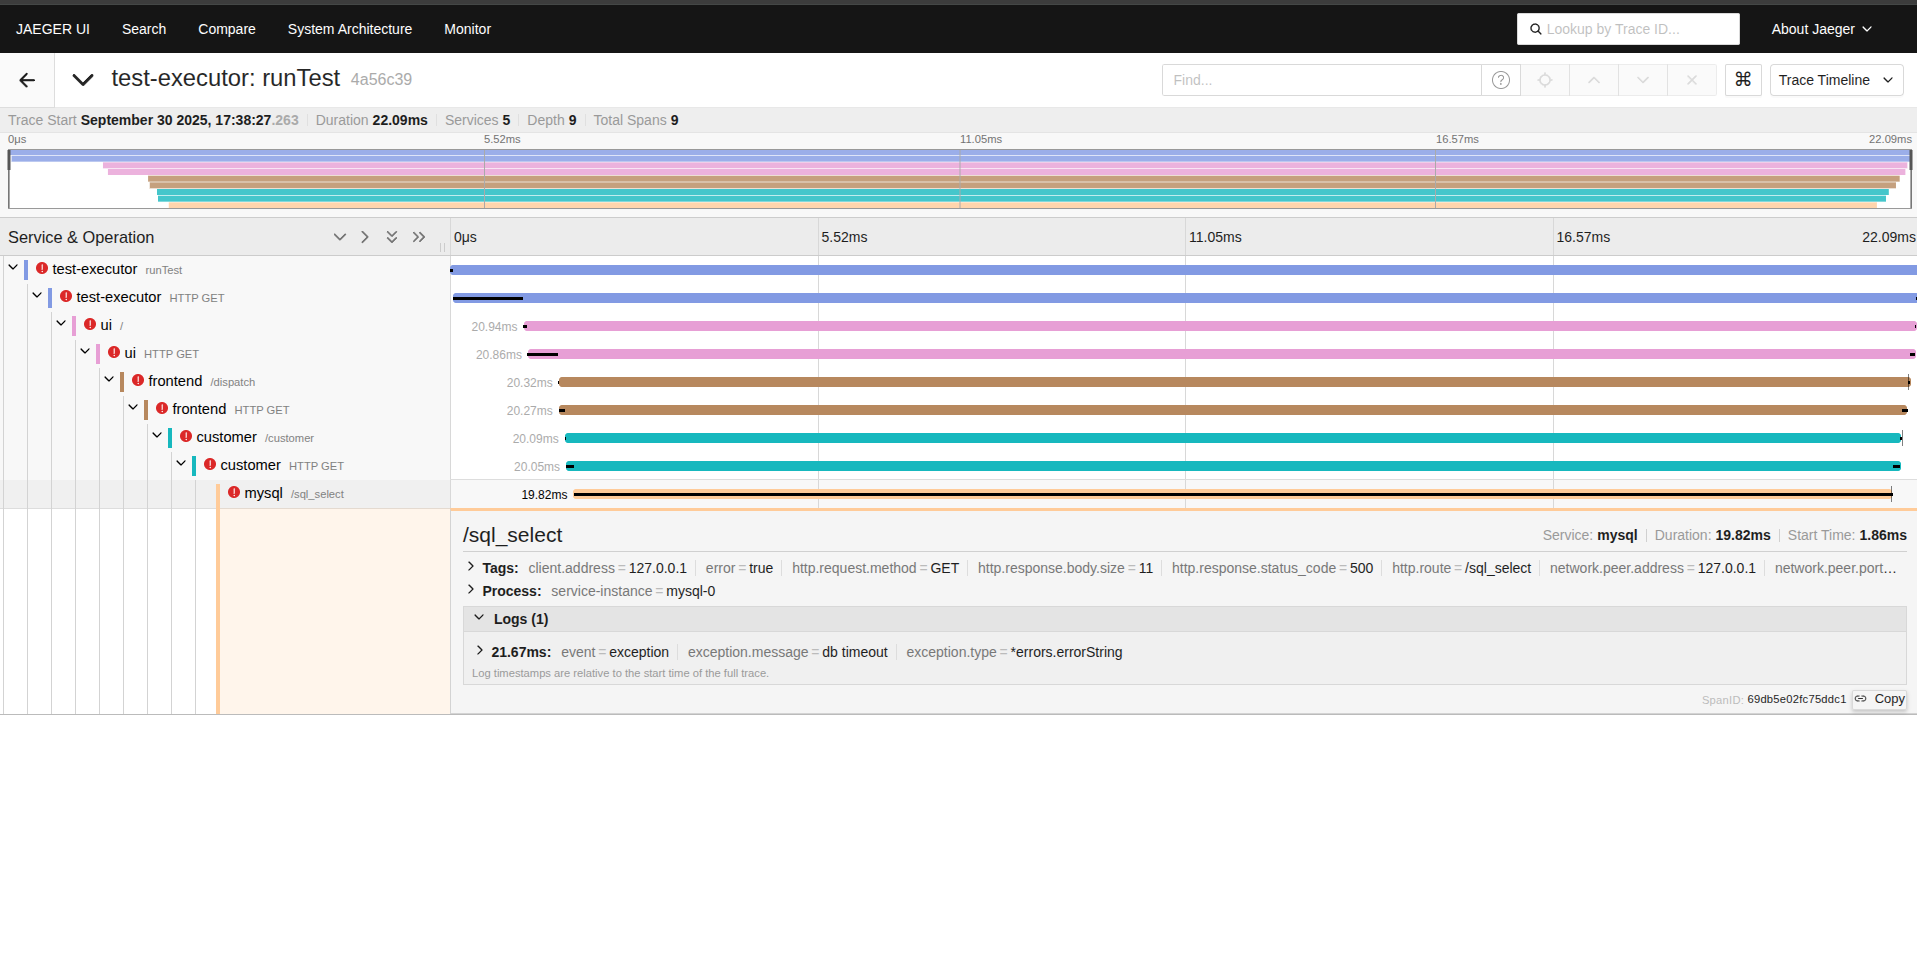 JAEGER UI Search Compare System Architecture Monitor Lookup by Trace ID... About Jaeger
test-executor: runTest 4a56c39 Find... ? ⌘ Trace Timeline
Trace Start September 30 2025, 17:38:27.263 Duration 22.09ms Services 5 Depth 9 Total Spans 9
0μs 5.52ms 11.05ms 16.57ms 22.09ms
Service & Operation 0μs 5.52ms 11.05ms 16.57ms 22.09ms
test-executor runTest
test-executor HTTP GET
ui / 20.94ms
ui HTTP GET 20.86ms
frontend /dispatch 20.32ms
frontend HTTP GET 20.27ms
customer /customer 20.09ms
customer HTTP GET 20.05ms
mysql /sql_select 19.82ms
/sql_select Service: mysql Duration: 19.82ms Start Time: 1.86ms
Tags: client.address = 127.0.0.1 error = true http.request.method = GET http.response.body.size = 11 http.response.status_code = 500 http.route = /sql_select network.peer.address = 127.0.0.1 network.peer.port…
Process: service-instance = mysql-0
Logs (1)
21.67ms: event = exception exception.message = db timeout exception.type = *errors.errorString
Log timestamps are relative to the start time of the full trace.
SpanID: 69db5e02fc75ddc1 Copy